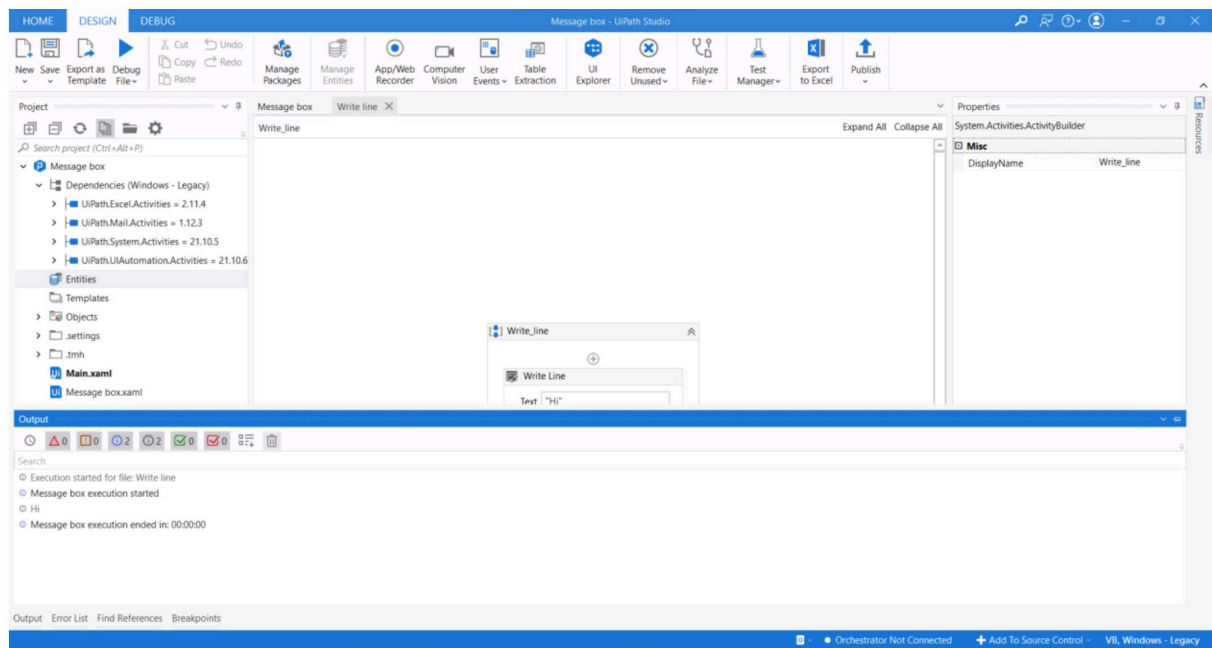 HOME DESIGN DEBUG Message box - UiPath Studio
New Save Export as Template Debug File Cut Copy Paste Undo Redo Manage Packages Manage Entities App/Web Recorder Computer Vision User Events Table Extraction UI Explorer Remove Unused Analyze File Test Manager Export to Excel Publish
Project
Search project (Ctrl+Alt+P)
Message box
Dependencies (Windows - Legacy)
UiPath.Excel.Activities = 2.11.4
UiPath.Mail.Activities = 1.12.3
UiPath.System.Activities = 21.10.5
UiPath.UIAutomation.Activities = 21.10.6
Entities
Templates
Objects
.settings
.tmh
Main.xaml
Message box.xaml
Message box Write line
Write_line Expand All Collapse All
Write_line
Write Line
Text "Hi"
Properties
System.Activities.ActivityBuilder
Misc
DisplayName Write_line
Resources
Output
0 0 2 2 0 0
Search
Execution started for file: Write line
Message box execution started
Hi
Message box execution ended in: 00:00:00
Output Error List Find References Breakpoints
Orchestrator Not Connected Add To Source Control VB, Windows - Legacy